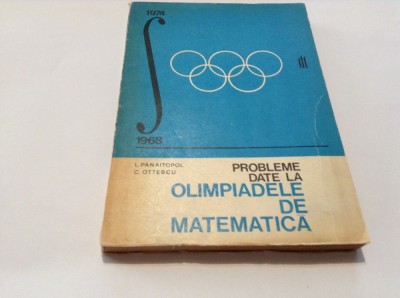 1974
III
1968
L. PANAITOPOL
C. OTTESCU
PROBLEME
DATE LA
OLIMPIADELE
DE
MATEMATICA